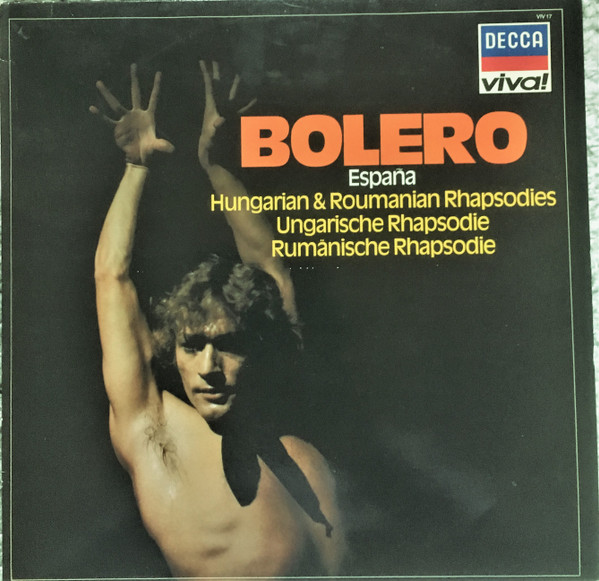 VIV 17
DECCA
viva!
BOLERO
España
Hungarian & Roumanian Rhapsodies
Ungarische Rhapsodie
Rumänische Rhapsodie